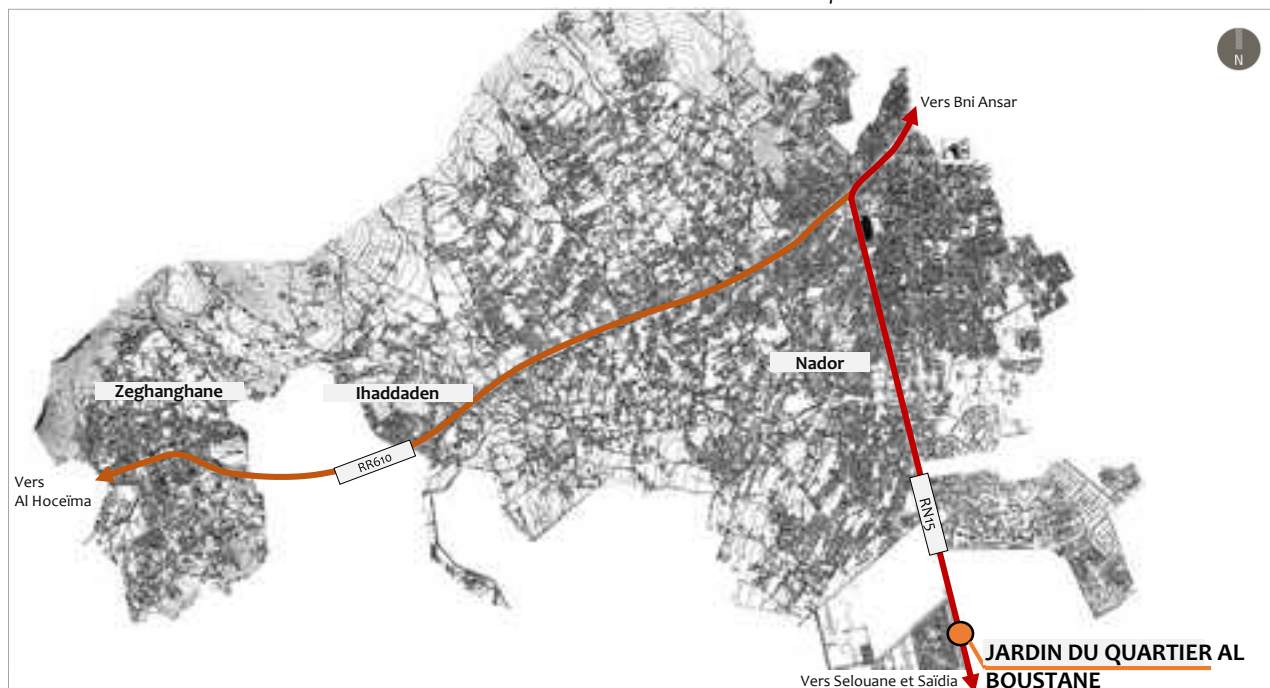 N
Vers Bni Ansar
Nador
Zeghanghane
Ihaddaden
RR610
Vers
Al Hoceïma
RN15
JARDIN DU QUARTIER AL
BOUSTANE
Vers Selouane et Saïdia